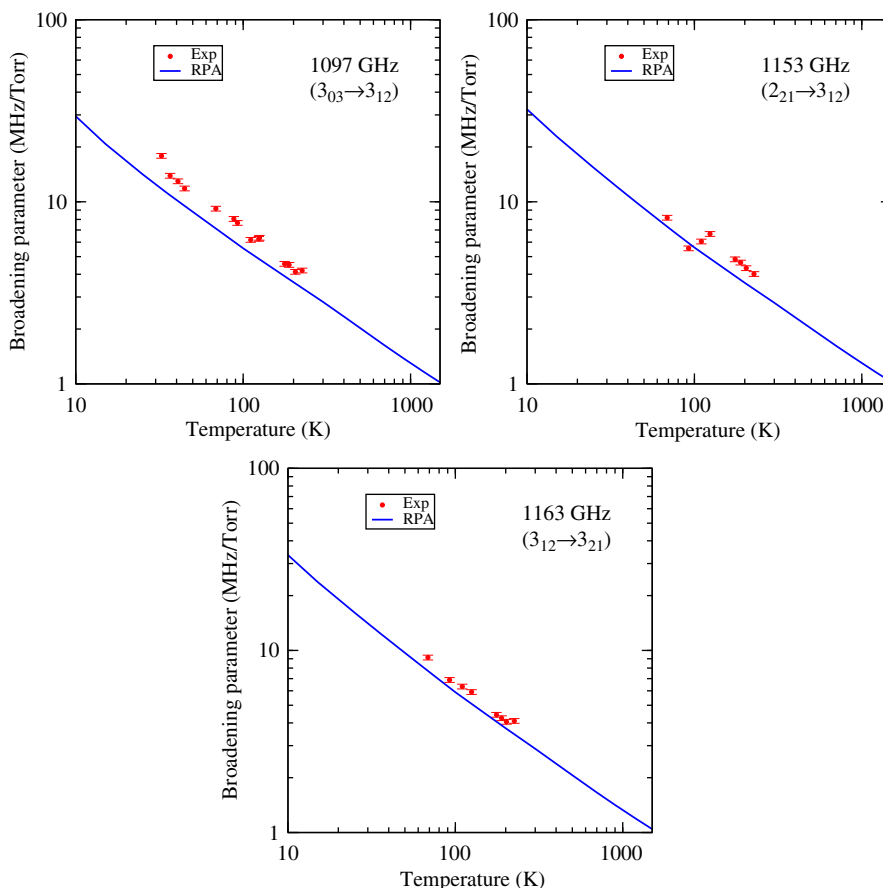 100
10
1
Broadening parameter (MHz/Torr)
Exp
RPA
1097 GHz
(3₀₃→3₁₂)
10
100
1000
Temperature (K)
100
10
1
Broadening parameter (MHz/Torr)
Exp
RPA
1153 GHz
(2₂₁→3₁₂)
10
100
1000
Temperature (K)
100
10
1
Broadening parameter (MHz/Torr)
Exp
RPA
1163 GHz
(3₁₂→3₂₁)
10
100
1000
Temperature (K)